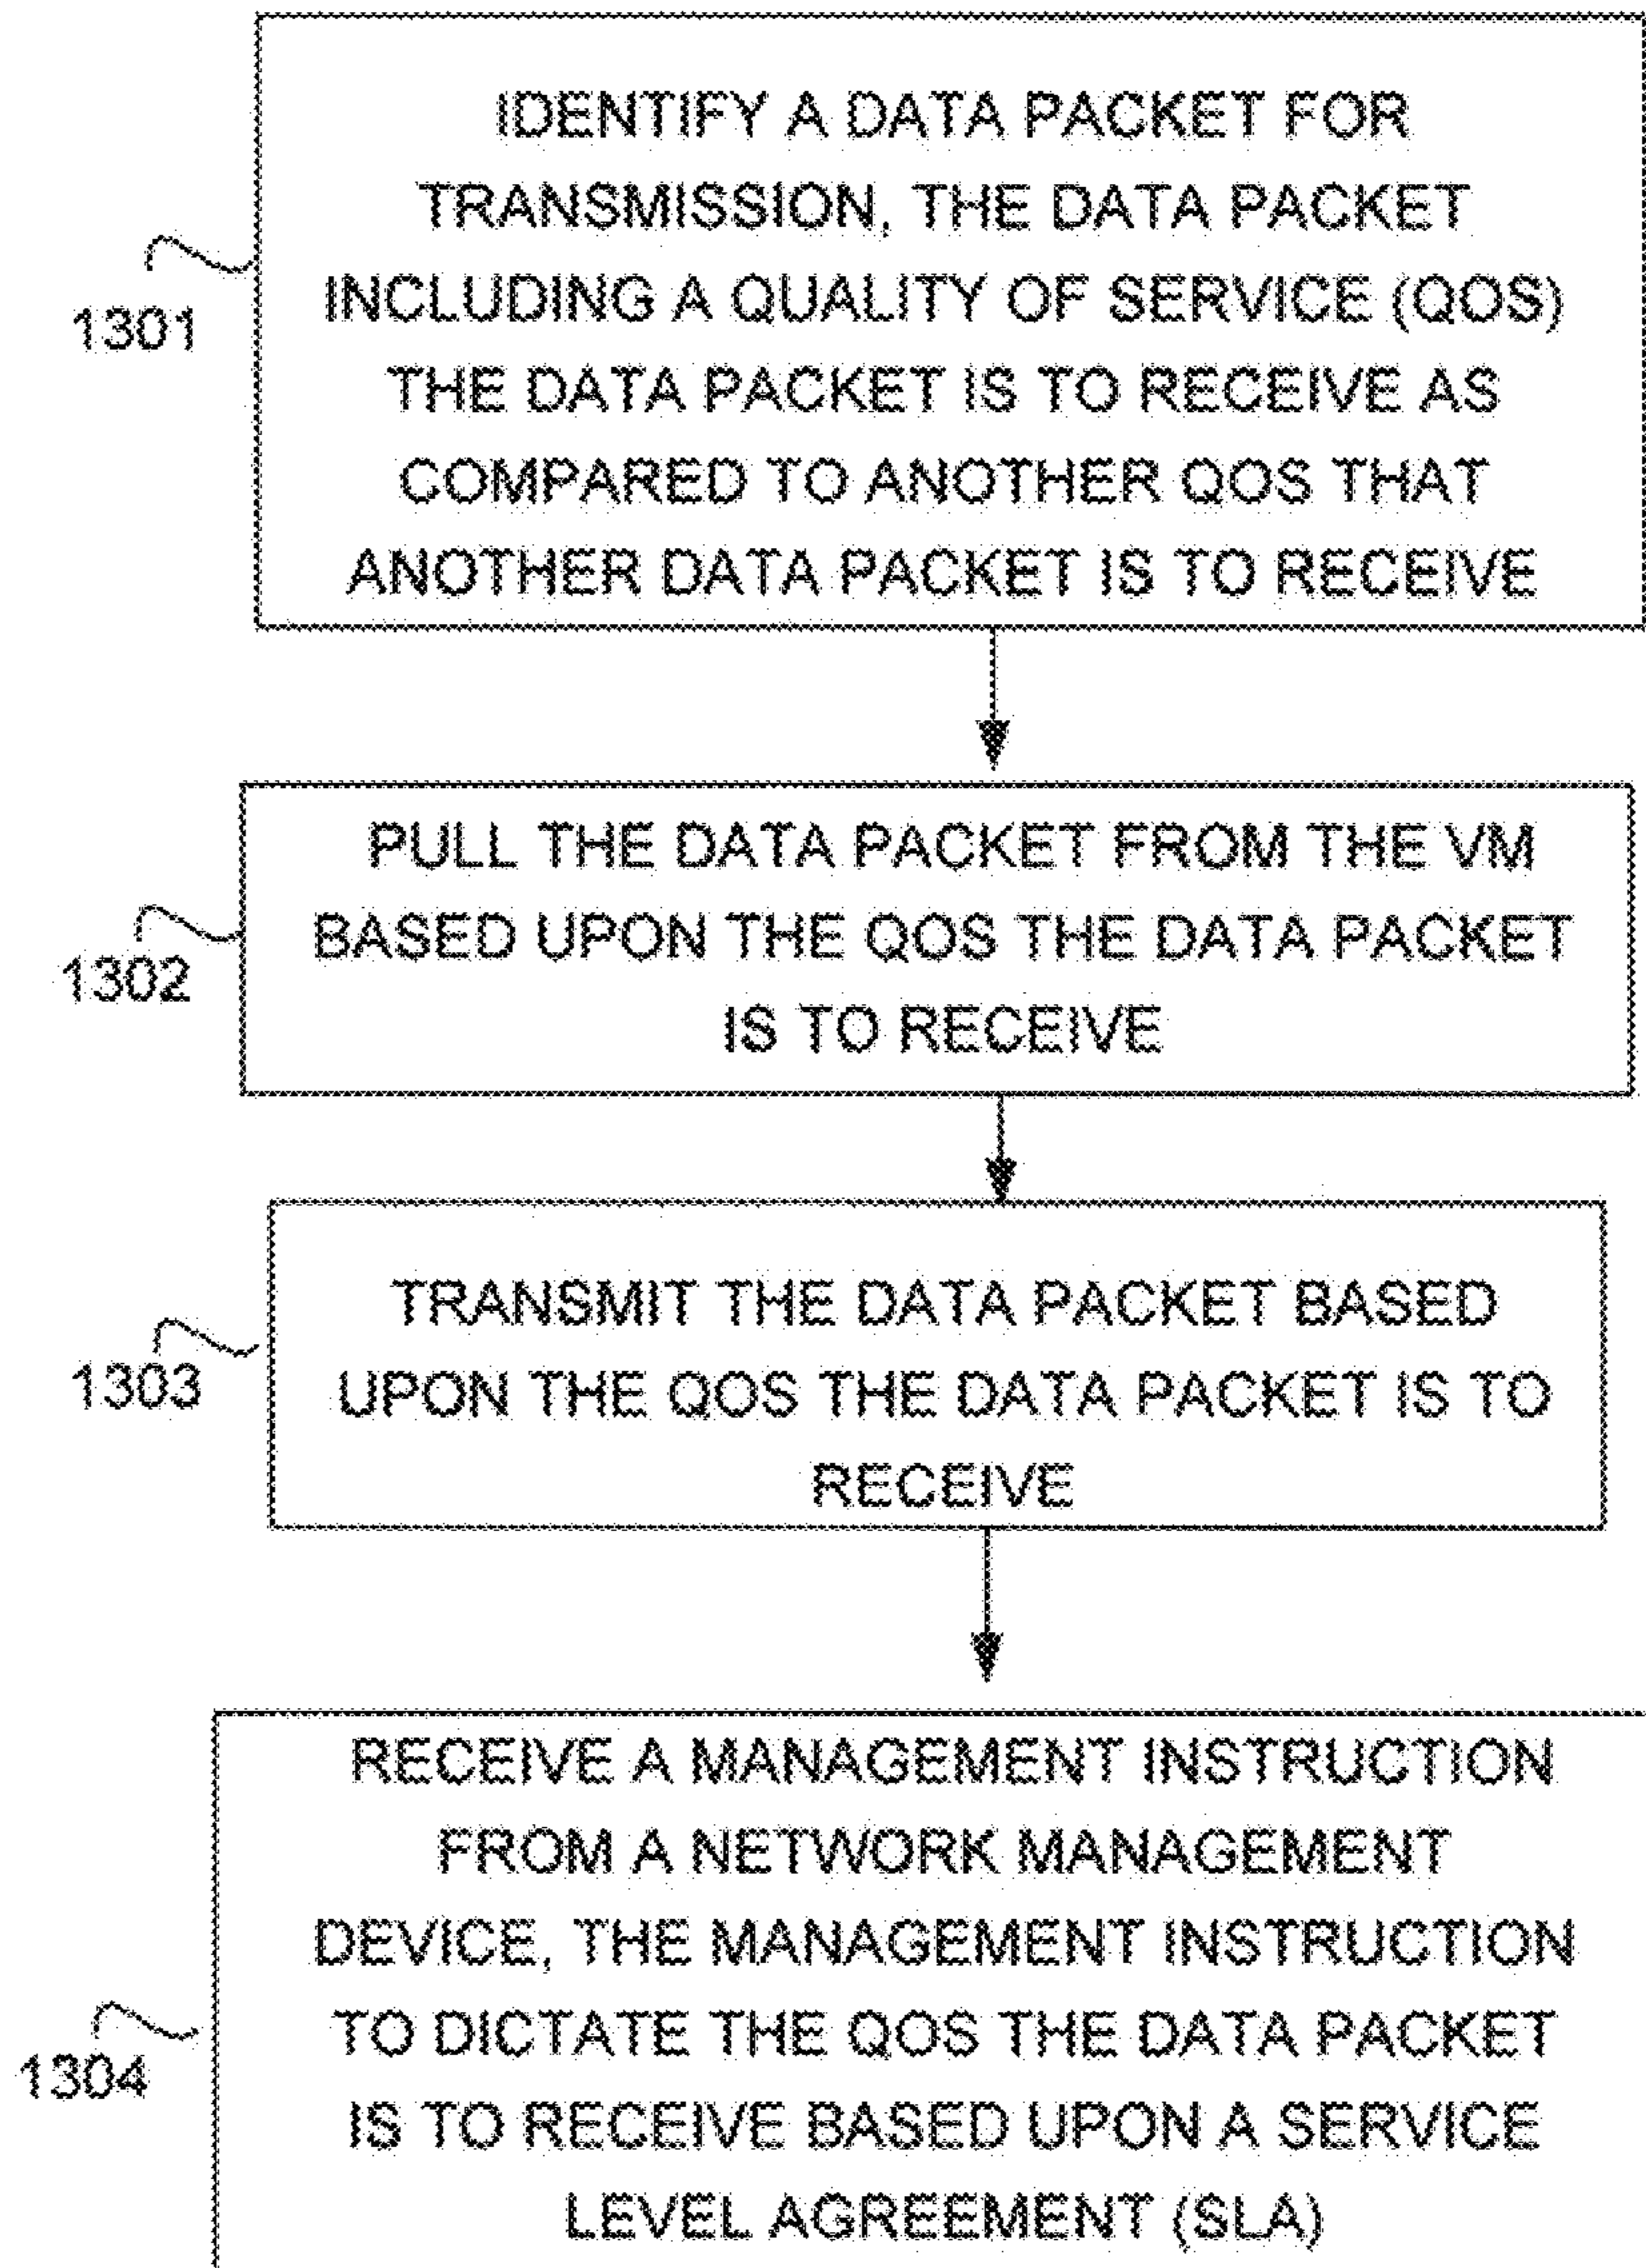 IDENTIFY A DATA PACKET FOR
TRANSMISSION, THE DATA PACKET
INCLUDING A QUALITY OF SERVICE (QOS)
THE DATA PACKET IS TO RECEIVE AS
COMPARED TO ANOTHER QOS THAT
ANOTHER DATA PACKET IS TO RECEIVE
1301
PULL THE DATA PACKET FROM THE VM
BASED UPON THE QOS THE DATA PACKET
IS TO RECEIVE
1302
TRANSMIT THE DATA PACKET BASED
UPON THE QOS THE DATA PACKET IS TO
RECEIVE
1303
RECEIVE A MANAGEMENT INSTRUCTION
FROM A NETWORK MANAGEMENT
DEVICE, THE MANAGEMENT INSTRUCTION
TO DICTATE THE QOS THE DATA PACKET
IS TO RECEIVE BASED UPON A SERVICE
LEVEL AGREEMENT (SLA)
1304